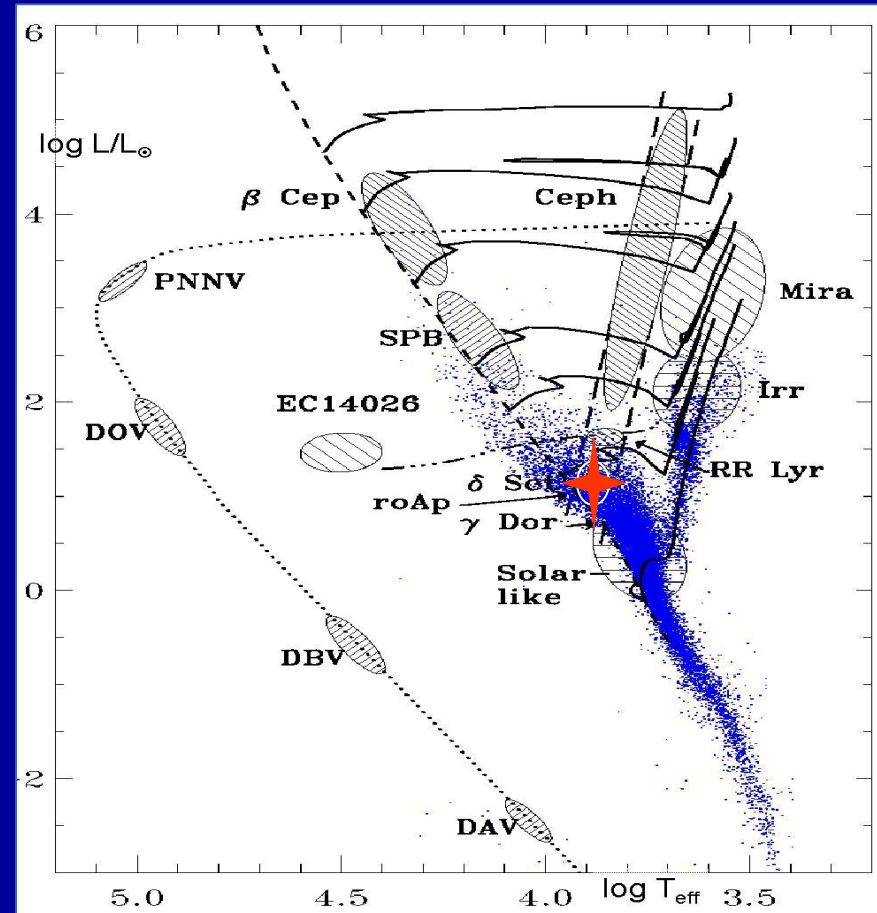 6
log L/L☉
β Cep
Ceph
4
PNNV
Mira
SPB
2
EC14026
Irr
DOV
RR Lyr
δ Sct
roAp
γ Dor
Solar
like
0
DBV
-2
DAV
log Teff
5.0
4.5
4.0
3.5